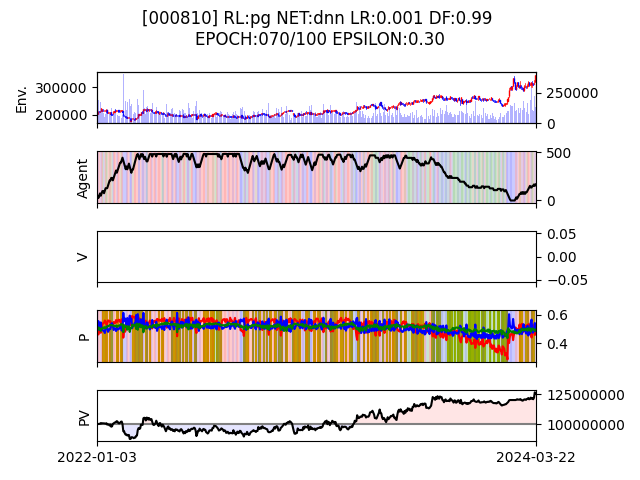 [000810] RL:pg NET:dnn LR:0.001 DF:0.99
EPOCH:070/100 EPSILON:0.30
Env.
300000
200000
250000
0
Agent
500
0
V
0.05
0.00
−0.05
P
0.6
0.4
PV
125000000
100000000
2022-01-03
2024-03-22